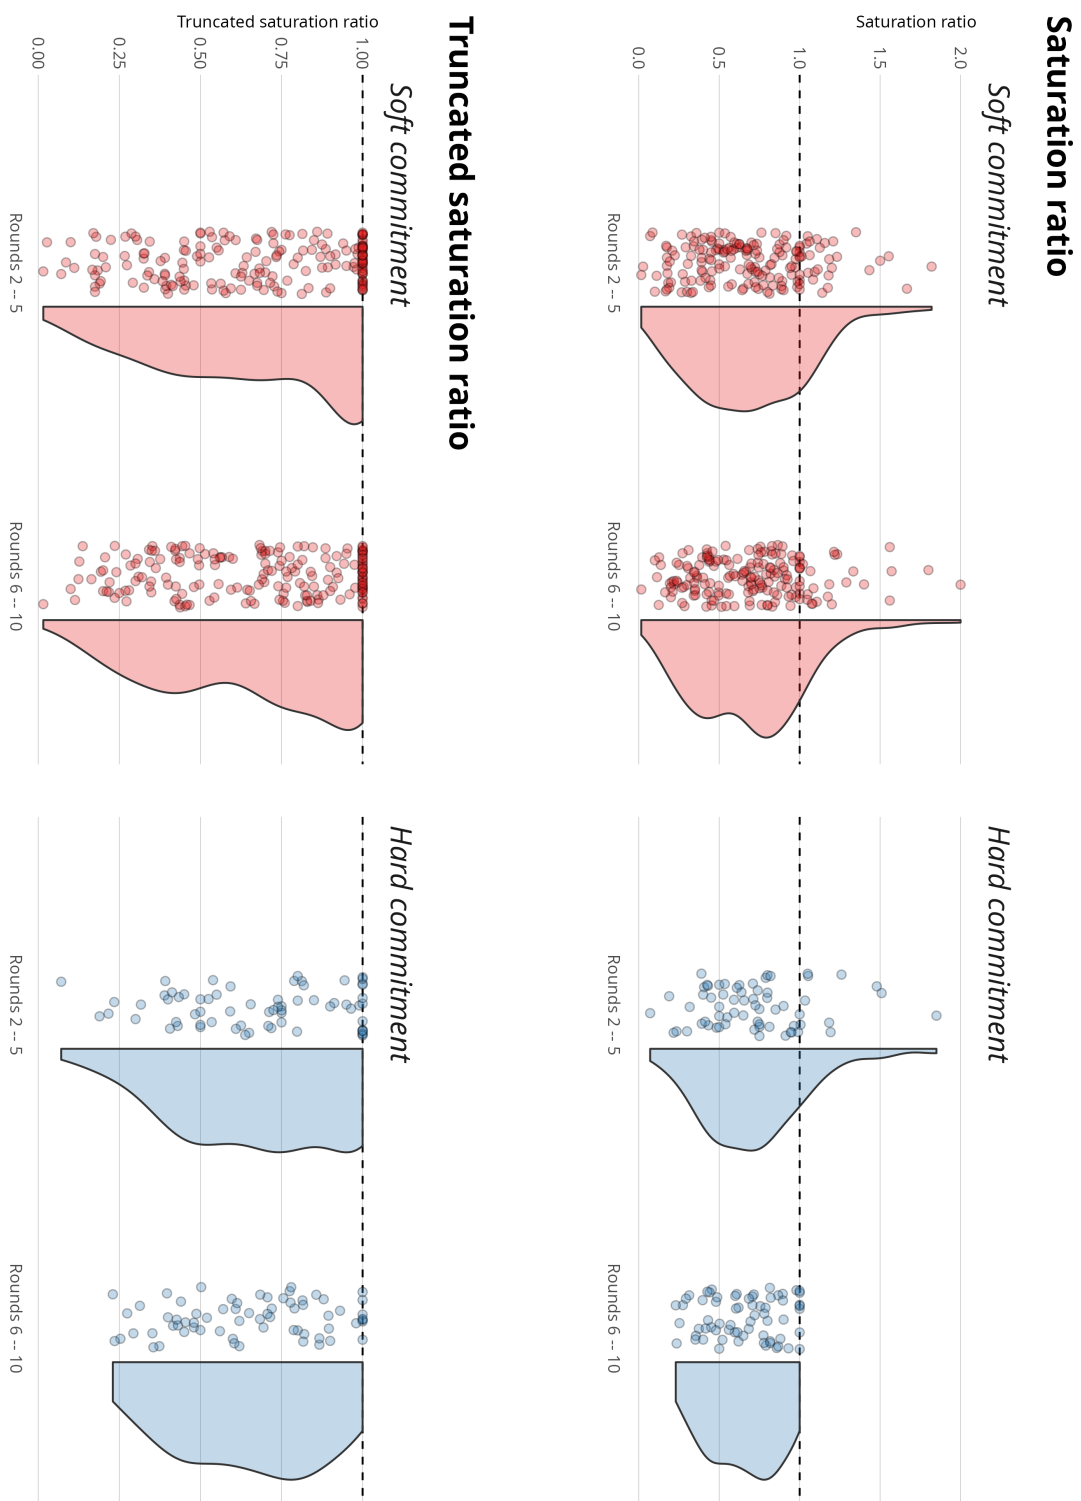 Saturation ratio
Soft commitment
Hard commitment
Saturation ratio
2.0
1.5
1.0
0.5
0.0
Rounds 2 -- 5
Rounds 6 -- 10
Rounds 2 -- 5
Rounds 6 -- 10
Truncated saturation ratio
Soft commitment
Hard commitment
Truncated saturation ratio
1.00
0.75
0.50
0.25
0.00
Rounds 2 -- 5
Rounds 6 -- 10
Rounds 2 -- 5
Rounds 6 -- 10